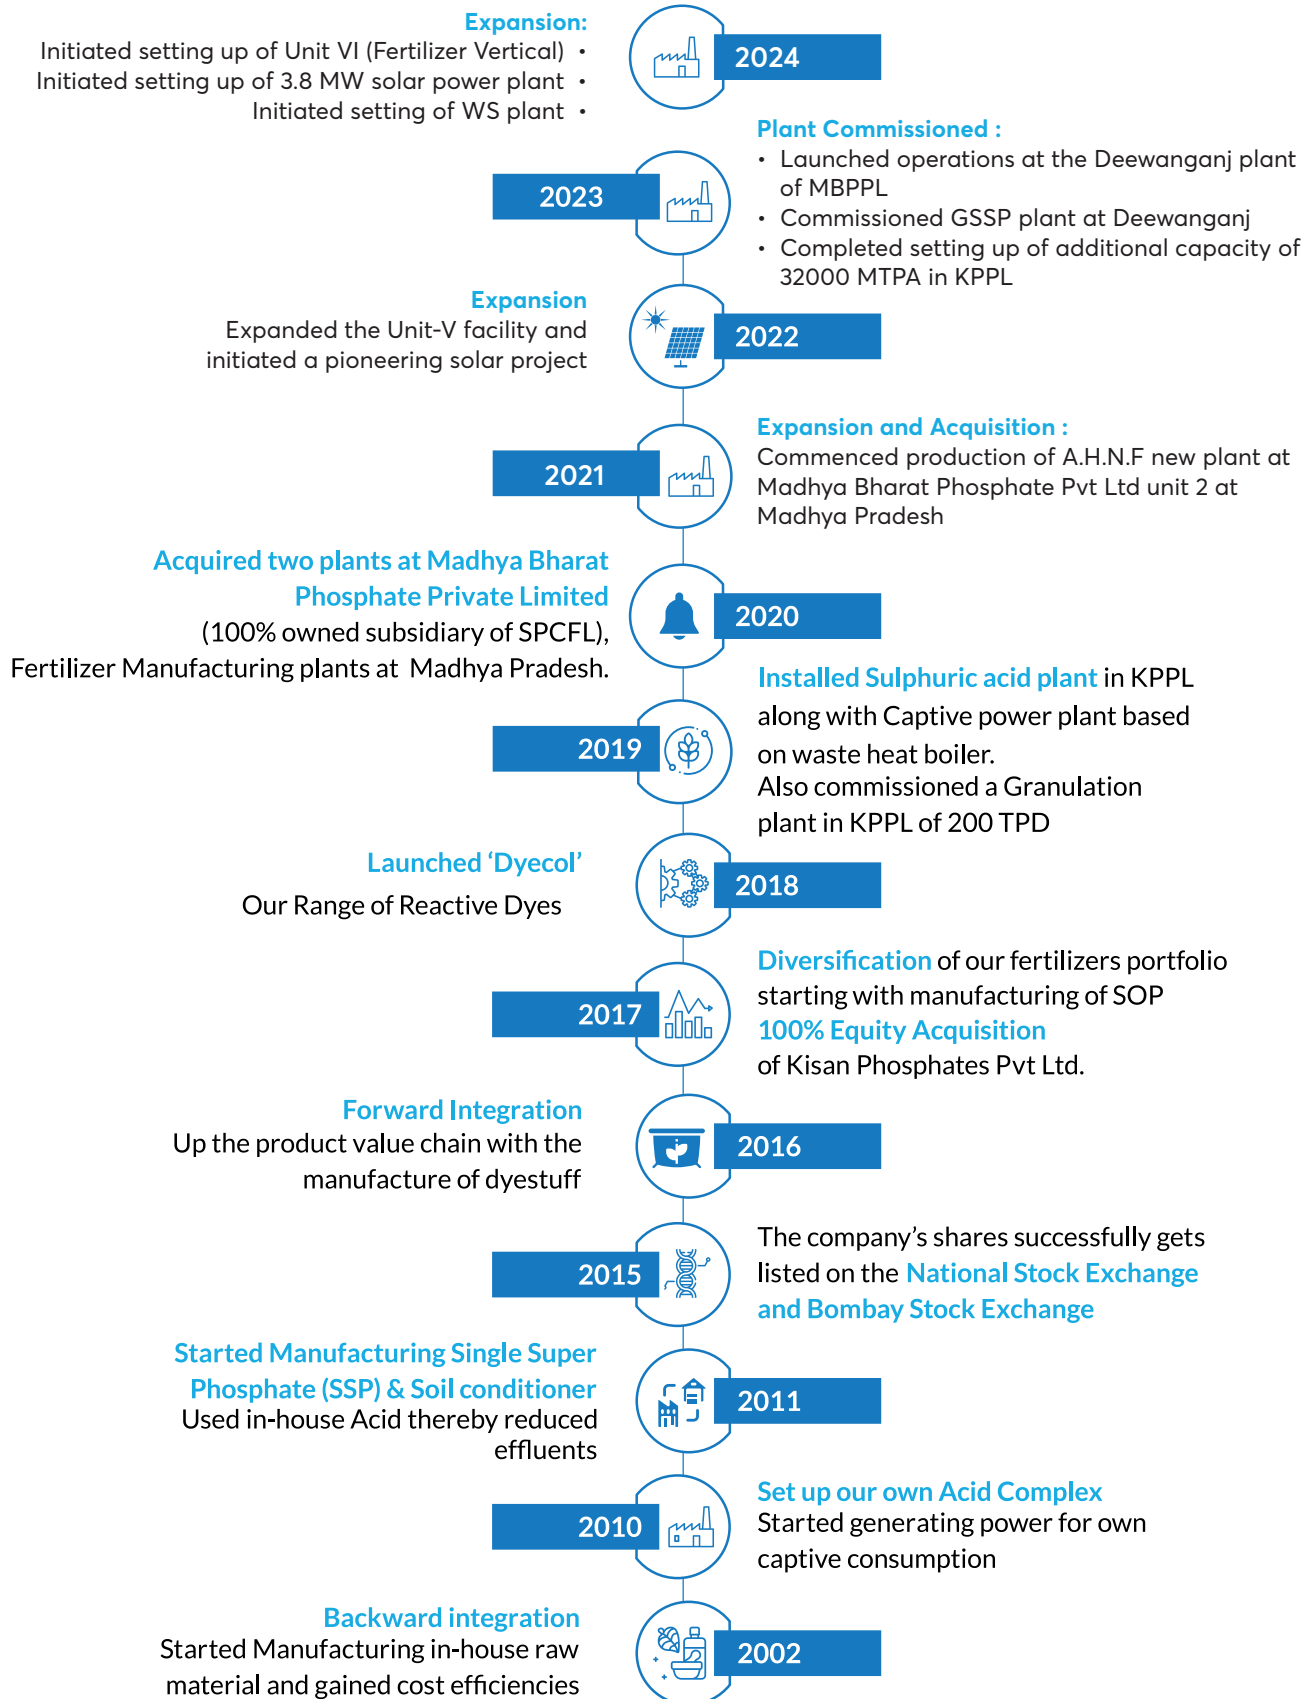 Expansion:
Initiated setting up of Unit VI (Fertilizer Vertical) •
Initiated setting up of 3.8 MW solar power plant •
Initiated setting of WS plant •
2024
Plant Commissioned :
• Launched operations at the Deewanganj plant
of MBPPL
• Commissioned GSSP plant at Deewanganj
• Completed setting up of additional capacity of
32000 MTPA in KPPL
2023
Expansion
Expanded the Unit-V facility and
initiated a pioneering solar project
2022
Expansion and Acquisition :
Commenced production of A.H.N.F new plant at
Madhya Bharat Phosphate Pvt Ltd unit 2 at
Madhya Pradesh
2021
Acquired two plants at Madhya Bharat
Phosphate Private Limited
(100% owned subsidiary of SPCFL),
Fertilizer Manufacturing plants at Madhya Pradesh.
2020
Installed Sulphuric acid plant in KPPL
along with Captive power plant based
on waste heat boiler.
Also commissioned a Granulation
plant in KPPL of 200 TPD
2019
Launched ‘Dyecol’
Our Range of Reactive Dyes
2018
Diversification of our fertilizers portfolio
starting with manufacturing of SOP
100% Equity Acquisition
of Kisan Phosphates Pvt Ltd.
2017
Forward Integration
Up the product value chain with the
manufacture of dyestuff
2016
The company’s shares successfully gets
listed on the National Stock Exchange
and Bombay Stock Exchange
2015
Started Manufacturing Single Super
Phosphate (SSP) & Soil conditioner
Used in-house Acid thereby reduced
effluents
2011
Set up our own Acid Complex
Started generating power for own
captive consumption
2010
Backward integration
Started Manufacturing in-house raw
material and gained cost efficiencies
2002